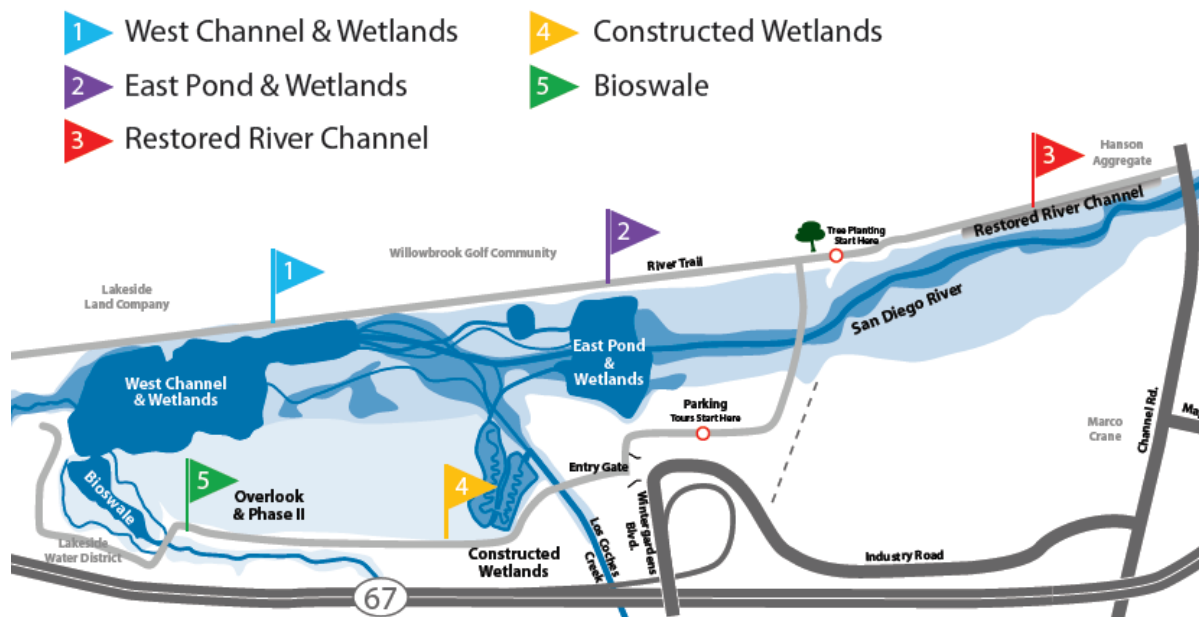 1 West Channel & Wetlands
2 East Pond & Wetlands
3 Restored River Channel
4 Constructed Wetlands
5 Bioswale
3
Hanson
Aggregate
Restored River Channel
Tree Planting
Start Here
2
Willowbrook Golf Community
River Trail
1
Lakeside
Land Company
San Diego River
East Pond
&
Wetlands
West Channel
& Wetlands
Parking
Tours Start Here
Channel Rd.
Marco
Crane
Entry Gate
5
Overlook
& Phase II
4
Bioswale
Wintergardens
Blvd.
Los Coches
Creek
Lakeside
Water District
Constructed
Wetlands
Industry Road
67